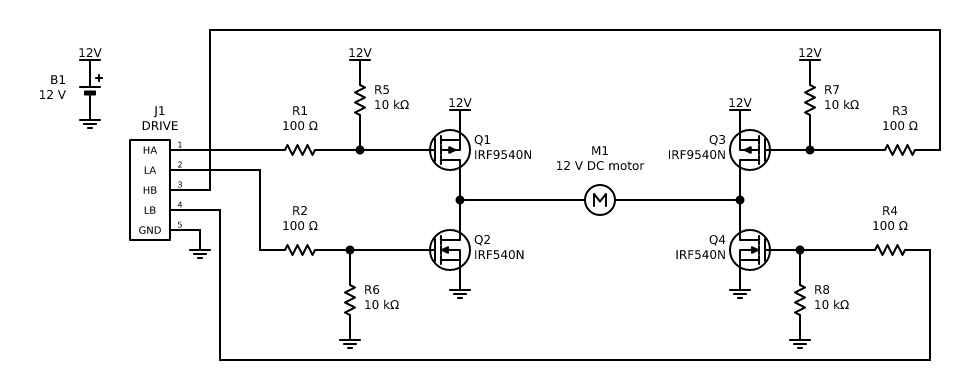 12V
B1
12 V
+
J1
DRIVE
HA
1
LA
2
HB
3
LB
4
GND
5
R1
100 Ω
12V
R5
10 kΩ
12V
Q1
IRF9540N
R2
100 Ω
R6
10 kΩ
Q2
IRF540N
M1
12 V DC motor
M
12V
Q3
IRF9540N
12V
R7
10 kΩ
R3
100 Ω
Q4
IRF540N
R4
100 Ω
R8
10 kΩ